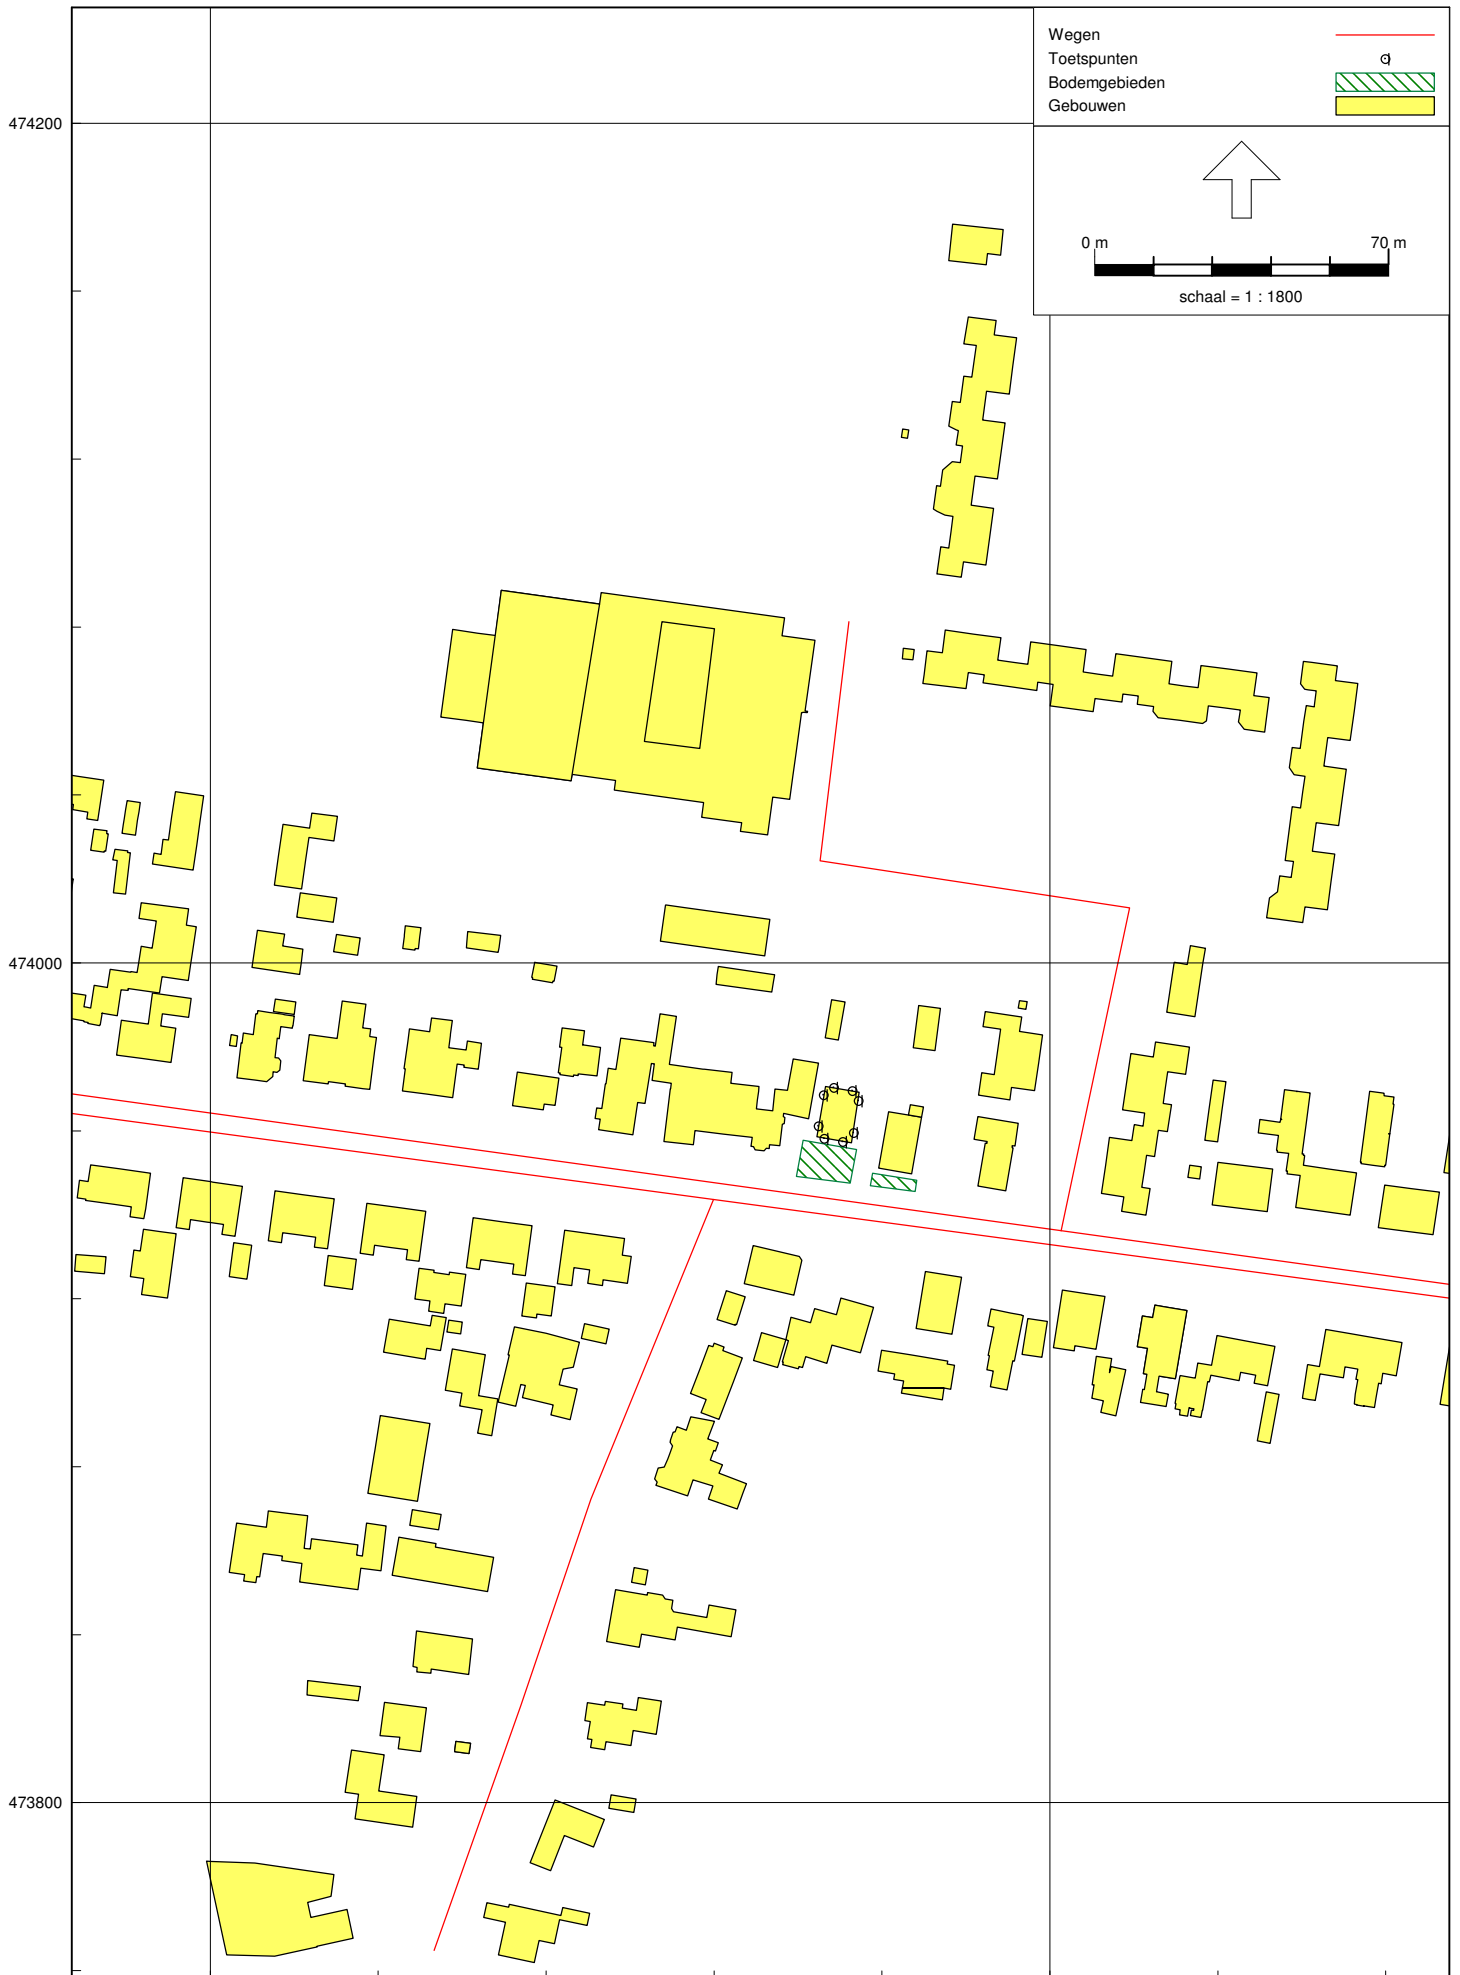 Wegen
Toetspunten
Bodemgebieden
Gebouwen
474200
0 m 70 m
schaal = 1 : 1800
474000
473800